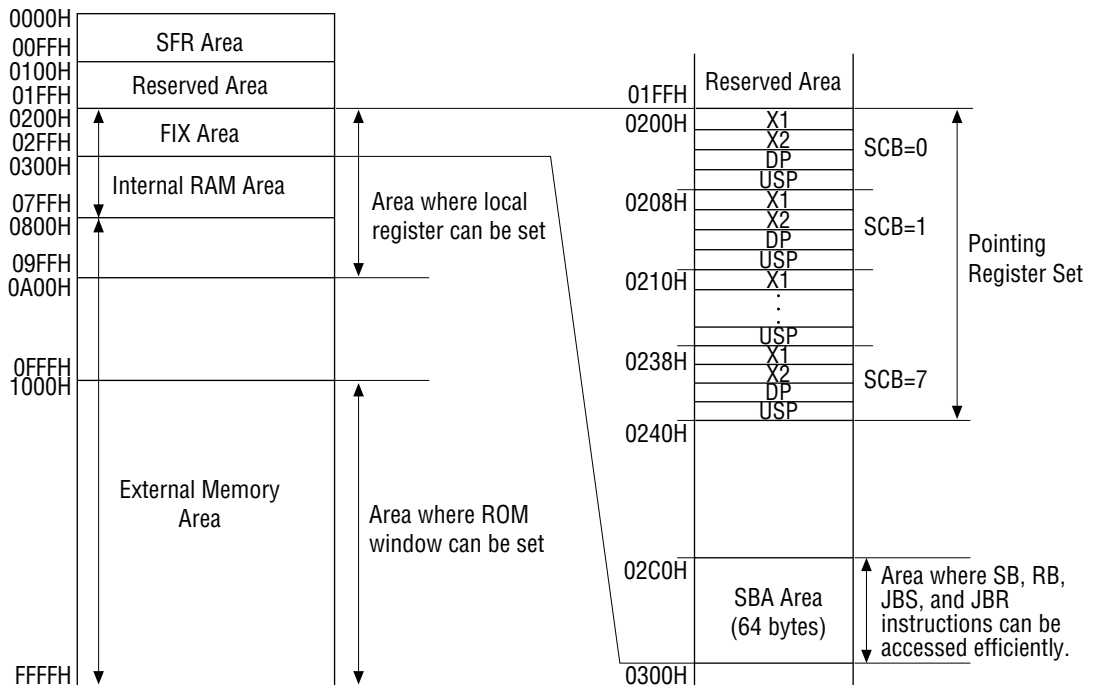 0000H
00FFH
SFR Area
0100H
01FFH
Reserved Area
0200H
02FFH
FIX Area
0300H
07FFH
Internal RAM Area
0800H
09FFH
0A00H
0FFFH
1000H
External Memory
Area
FFFFH
Area where local
register can be set
Area where ROM
window can be set
Reserved Area
01FFH
0200H
X1
X2
DP
USP
SCB=0
0208H
X1
X2
DP
USP
SCB=1
0210H
X1
USP
0238H
X1
X2
DP
USP
SCB=7
0240H
Pointing
Register Set
02C0H
SBA Area
(64 bytes)
0300H
Area where SB, RB,
JBS, and JBR
instructions can be
accessed efficiently.